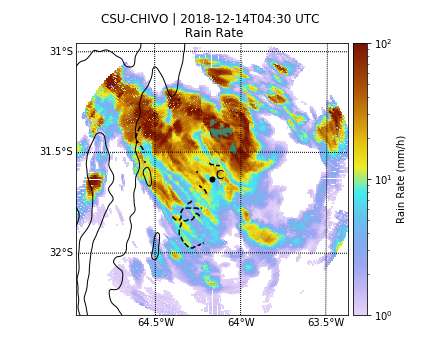 CSU-CHIVO | 2018-12-14T04:30 UTC
Rain Rate
31°S
31.5°S
32°S
64.5°W
64°W
63.5°W
C
10²
10¹
10⁰
Rain Rate (mm/h)